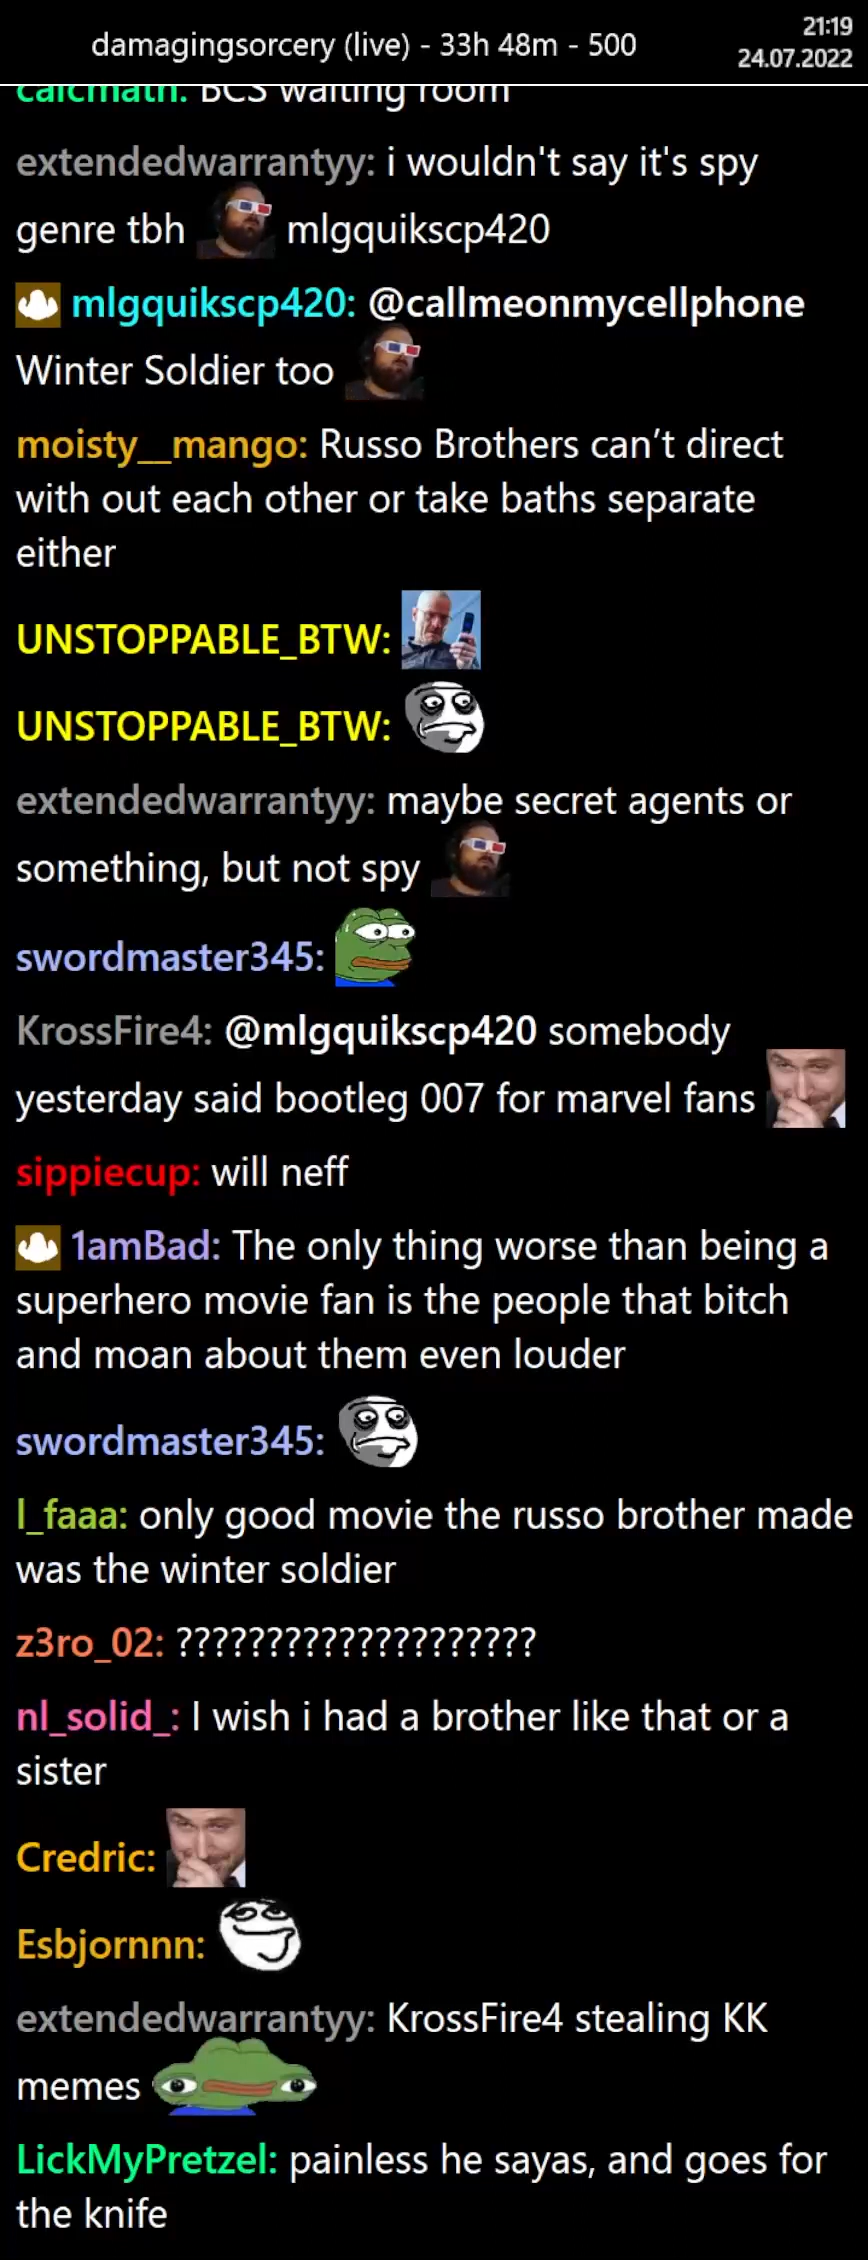 damagingsorcery (live) - 33h 48m - 500
21:19
24.07.2022
calcmath: BCS waiting room
extendedwarrantyy: i wouldn't say it's spy
genre tbh mlgquikscp420
mlgquikscp420: @callmeonmycellphone
Winter Soldier too
moisty__mango: Russo Brothers can’t direct
with out each other or take baths separate
either
UNSTOPPABLE_BTW:
UNSTOPPABLE_BTW:
extendedwarrantyy: maybe secret agents or
something, but not spy
swordmaster345:
KrossFire4: @mlgquikscp420 somebody
yesterday said bootleg 007 for marvel fans
sippiecup: will neff
1amBad: The only thing worse than being a
superhero movie fan is the people that bitch
and moan about them even louder
swordmaster345:
l_faaa: only good movie the russo brother made
was the winter soldier
z3ro_02: ????????????????????
nl_solid_: I wish i had a brother like that or a
sister
Credric:
Esbjornnn:
extendedwarrantyy: KrossFire4 stealing KK
memes
LickMyPretzel: painless he sayas, and goes for
the knife